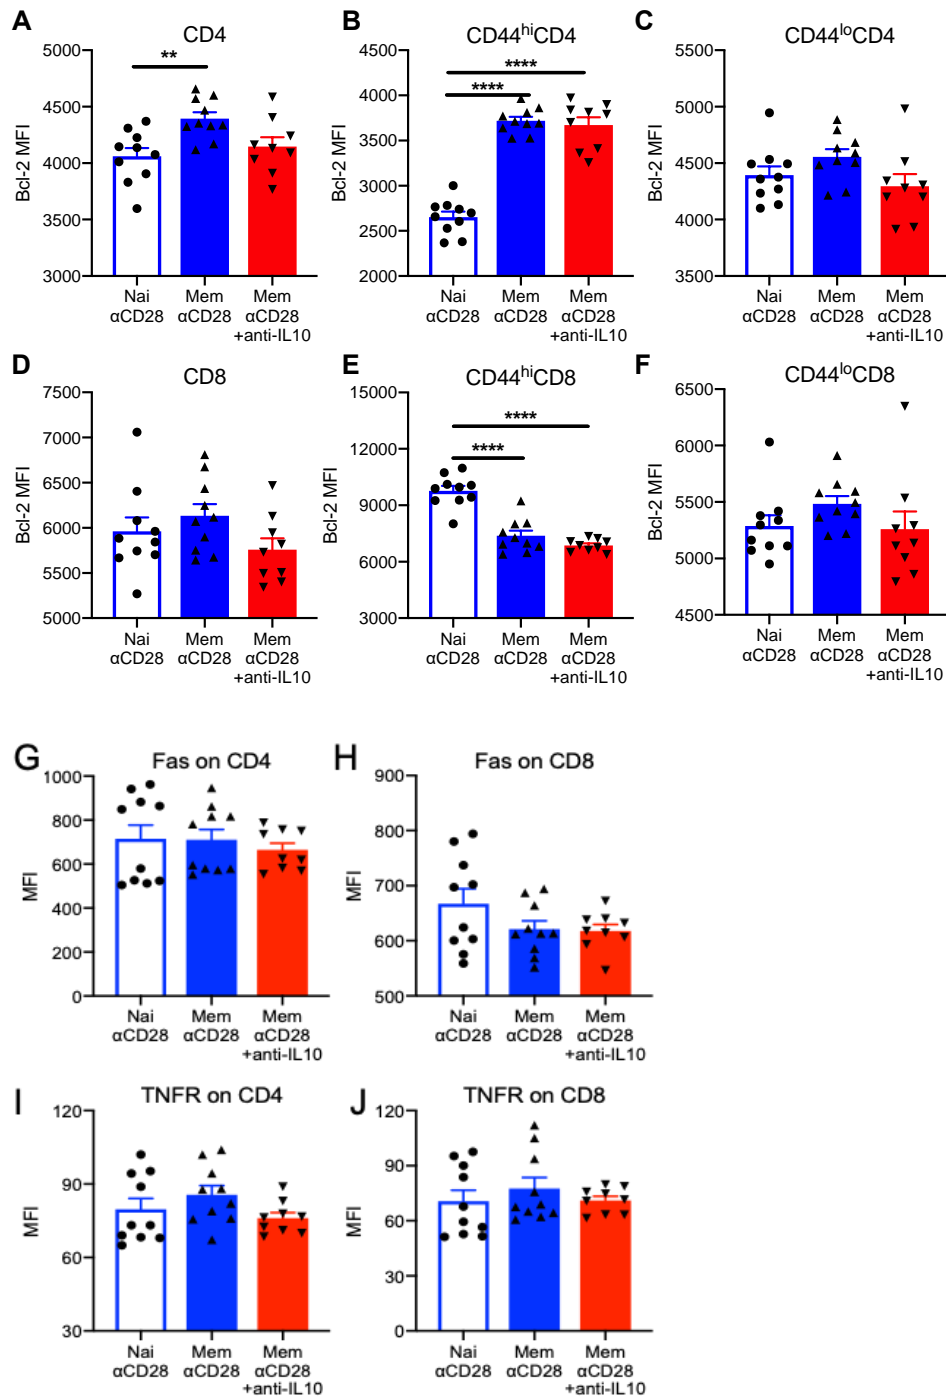 A
CD4
Bcl-2 MFI
5000
4500
4000
3500
3000
**
Nai
αCD28
Mem
αCD28
Mem
αCD28
+anti-IL10
B
CD44hiCD4
Bcl-2 MFI
4500
4000
3500
3000
2500
2000
****
****
Nai
αCD28
Mem
αCD28
Mem
αCD28
+anti-IL10
C
CD44loCD4
Bcl-2 MFI
5500
5000
4500
4000
3500
Nai
αCD28
Mem
αCD28
Mem
αCD28
+anti-IL10
D
CD8
Bcl-2 MFI
7500
7000
6500
6000
5500
5000
Nai
αCD28
Mem
αCD28
Mem
αCD28
+anti-IL10
E
CD44hiCD8
Bcl-2 MFI
15000
12000
9000
6000
3000
****
****
Nai
αCD28
Mem
αCD28
Mem
αCD28
+anti-IL10
F
CD44loCD8
Bcl-2 MFI
6500
6000
5500
5000
4500
Nai
αCD28
Mem
αCD28
Mem
αCD28
+anti-IL10
G
Fas on CD4
MFI
1000
800
600
400
200
0
Nai
αCD28
Mem
αCD28
Mem
αCD28
+anti-IL10
H
Fas on CD8
MFI
900
800
700
600
500
Nai
αCD28
Mem
αCD28
Mem
αCD28
+anti-IL10
I
TNFR on CD4
MFI
120
90
60
30
Nai
αCD28
Mem
αCD28
Mem
αCD28
+anti-IL10
J
TNFR on CD8
MFI
120
90
60
30
0
Nai
αCD28
Mem
αCD28
Mem
αCD28
+anti-IL10